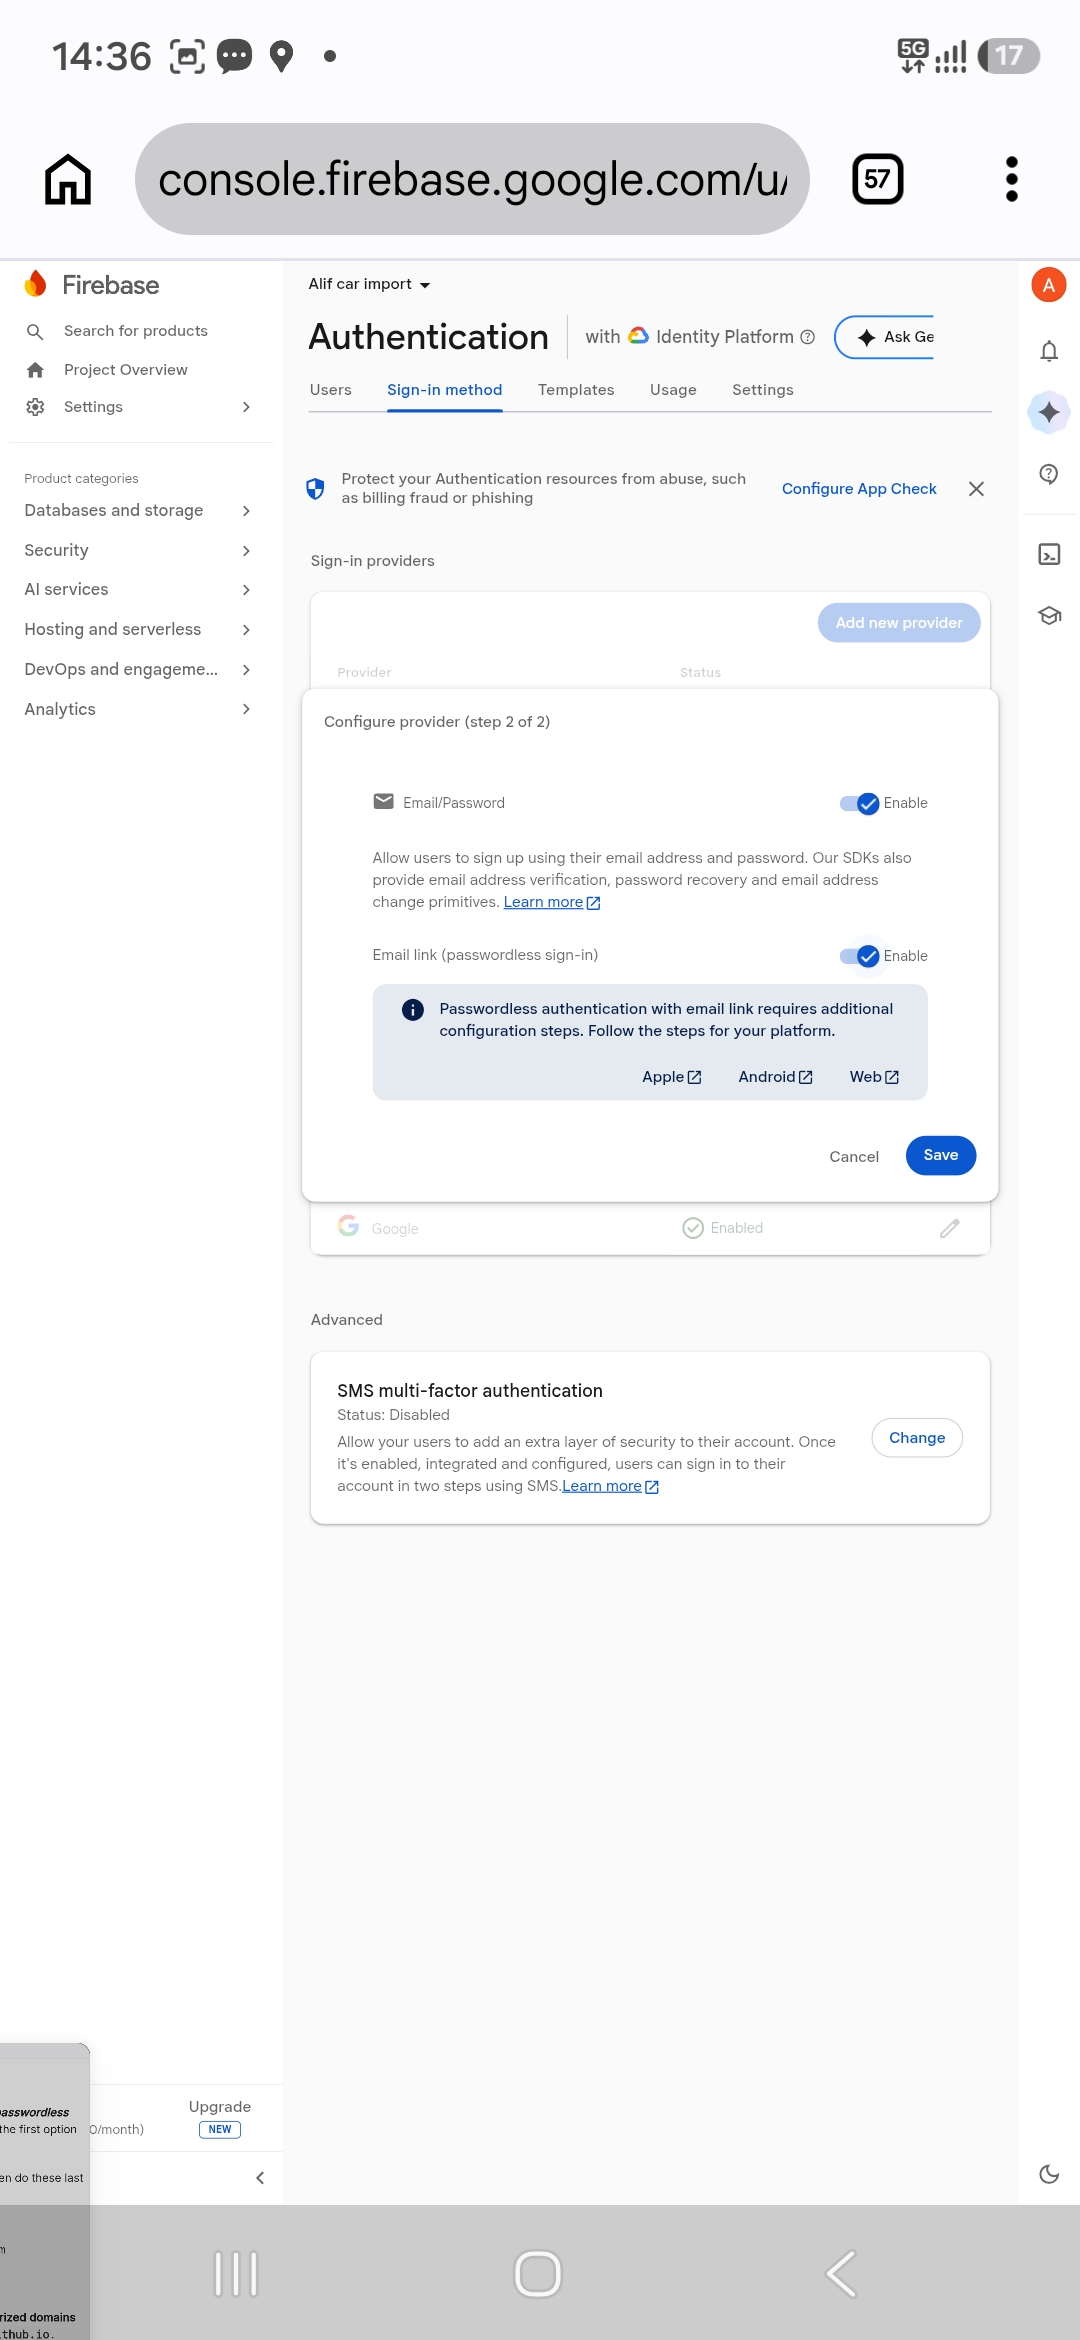 14:36
5G
17
console.firebase.google.com/u/
57
Firebase
Search for products
Project Overview
Settings
Product categories
Databases and storage
Security
AI services
Hosting and serverless
DevOps and engageme...
Analytics
Alif car import
A
Authentication
with Identity Platform
Ask Ge
Users Sign-in method Templates Usage Settings
Protect your Authentication resources from abuse, such
as billing fraud or phishing
Configure App Check
Sign-in providers
Add new provider
Provider Status
Configure provider (step 2 of 2)
Email/Password
Enable
Allow users to sign up using their email address and password. Our SDKs also
provide email address verification, password recovery and email address
change primitives. Learn more
Email link (passwordless sign-in)
Enable
Passwordless authentication with email link requires additional
configuration steps. Follow the steps for your platform.
Apple Android Web
Cancel Save
Google Enabled
Advanced
SMS multi-factor authentication
Status: Disabled
Allow your users to add an extra layer of security to their account. Once
it's enabled, integrated and configured, users can sign in to their
account in two steps using SMS.Learn more
Change
Upgrade
0/month)
NEW
asswordless
the first option
en do these last
m
rized domains
thub.io.